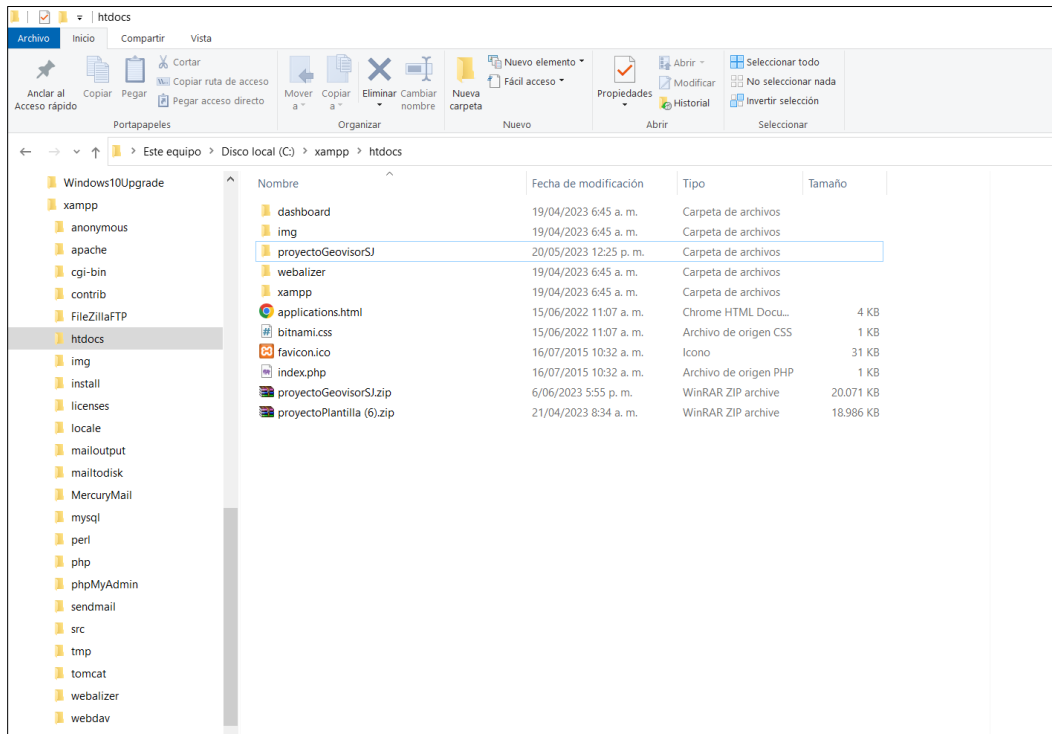 htdocs
Archivo Inicio Compartir Vista
Anclar al Acceso rápido
Copiar
Pegar
Cortar
Copiar ruta de acceso
Pegar acceso directo
Portapapeles
Mover a
Copiar a
Eliminar
Cambiar nombre
Organizar
Nueva carpeta
Nuevo elemento
Fácil acceso
Nuevo
Propiedades
Abrir
Modificar
Historial
Abrir
Seleccionar todo
No seleccionar nada
Invertir selección
Seleccionar
Este equipo > Disco local (C:) > xampp > htdocs
Windows10Upgrade
xampp
anonymous
apache
cgi-bin
contrib
FileZillaFTP
htdocs
img
install
licenses
locale
mailoutput
mailtodisk
MercuryMail
mysql
perl
php
phpMyAdmin
sendmail
src
tmp
tomcat
webalizer
webdav
Nombre Fecha de modificación Tipo Tamaño
dashboard 19/04/2023 6:45 a. m. Carpeta de archivos
img 19/04/2023 6:45 a. m. Carpeta de archivos
proyectoGeovisorSJ 20/05/2023 12:25 p. m. Carpeta de archivos
webalizer 19/04/2023 6:45 a. m. Carpeta de archivos
xampp 19/04/2023 6:45 a. m. Carpeta de archivos
applications.html 15/06/2022 11:07 a. m. Chrome HTML Docu... 4 KB
bitnami.css 15/06/2022 11:07 a. m. Archivo de origen CSS 1 KB
favicon.ico 16/07/2015 10:32 a. m. Icono 31 KB
index.php 16/07/2015 10:32 a. m. Archivo de origen PHP 1 KB
proyectoGeovisorSJ.zip 6/06/2023 5:55 p. m. WinRAR ZIP archive 20.071 KB
proyectoPlantilla (6).zip 21/04/2023 8:34 a. m. WinRAR ZIP archive 18.986 KB